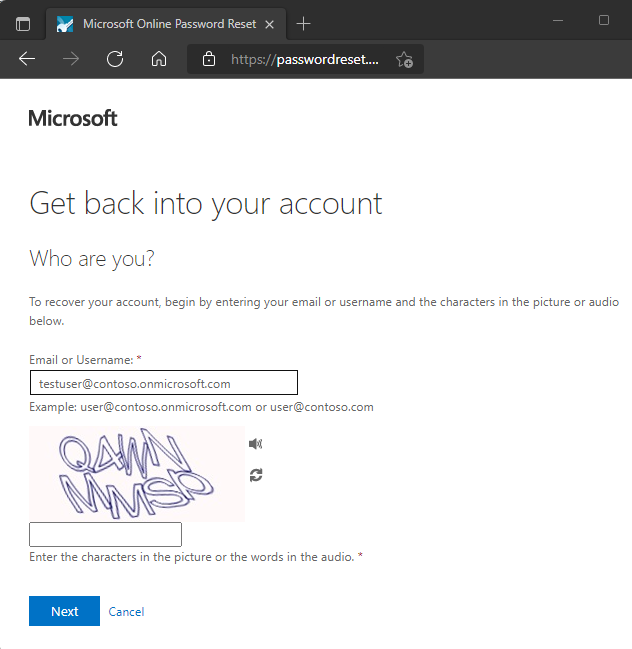 Microsoft Online Password Reset
https://passwordreset....
Microsoft
Get back into your account
Who are you?
To recover your account, begin by entering your email or username and the characters in the picture or audio
below.
Email or Username: *
testuser@contoso.onmicrosoft.com
Example: user@contoso.onmicrosoft.com or user@contoso.com
Enter the characters in the picture or the words in the audio. *
Next Cancel